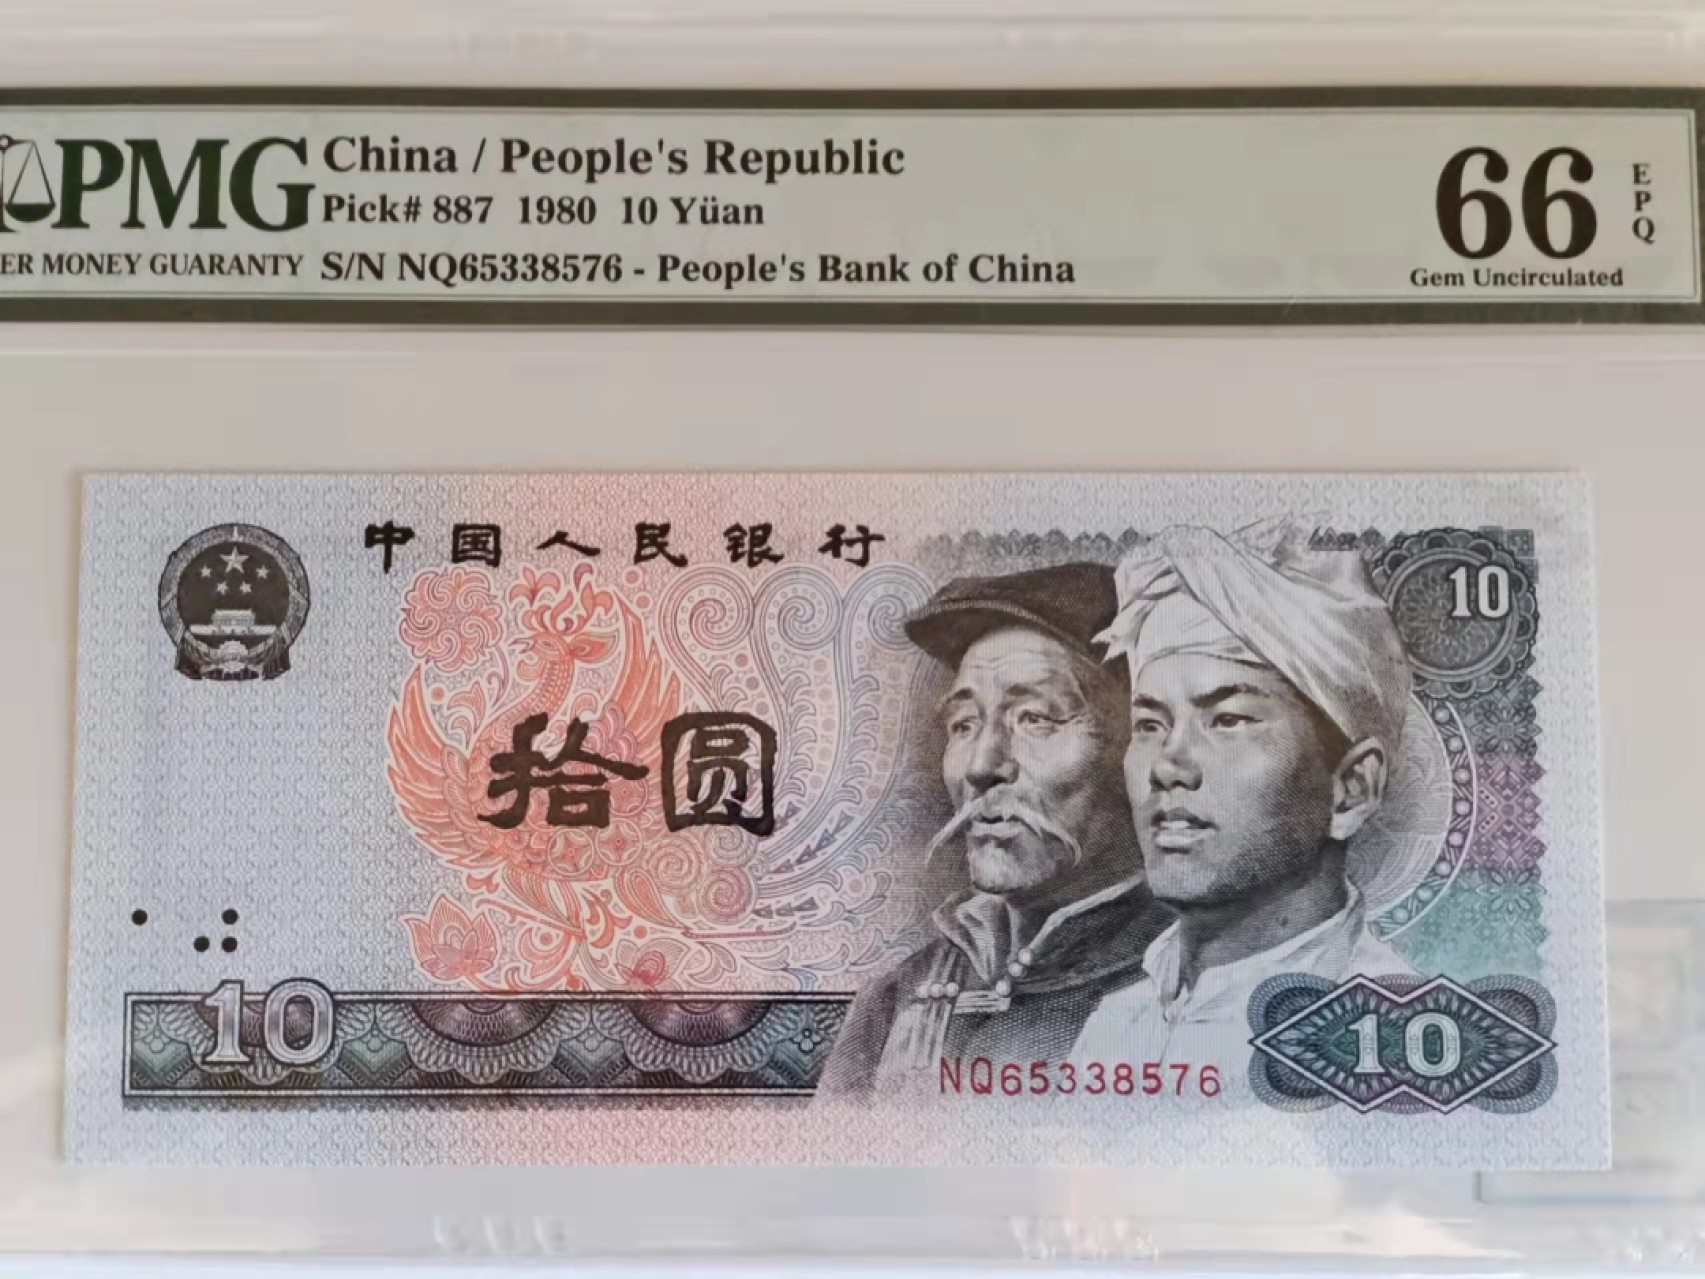 PMG China / People's Republic 66 EPQ
Pick# 887 1980 10 Yüan
ER MONEY GUARANTY S/N NQ65338576 - People's Bank of China Gem Uncirculated
中国人民银行
10
拾圆
10
NQ65338576
10